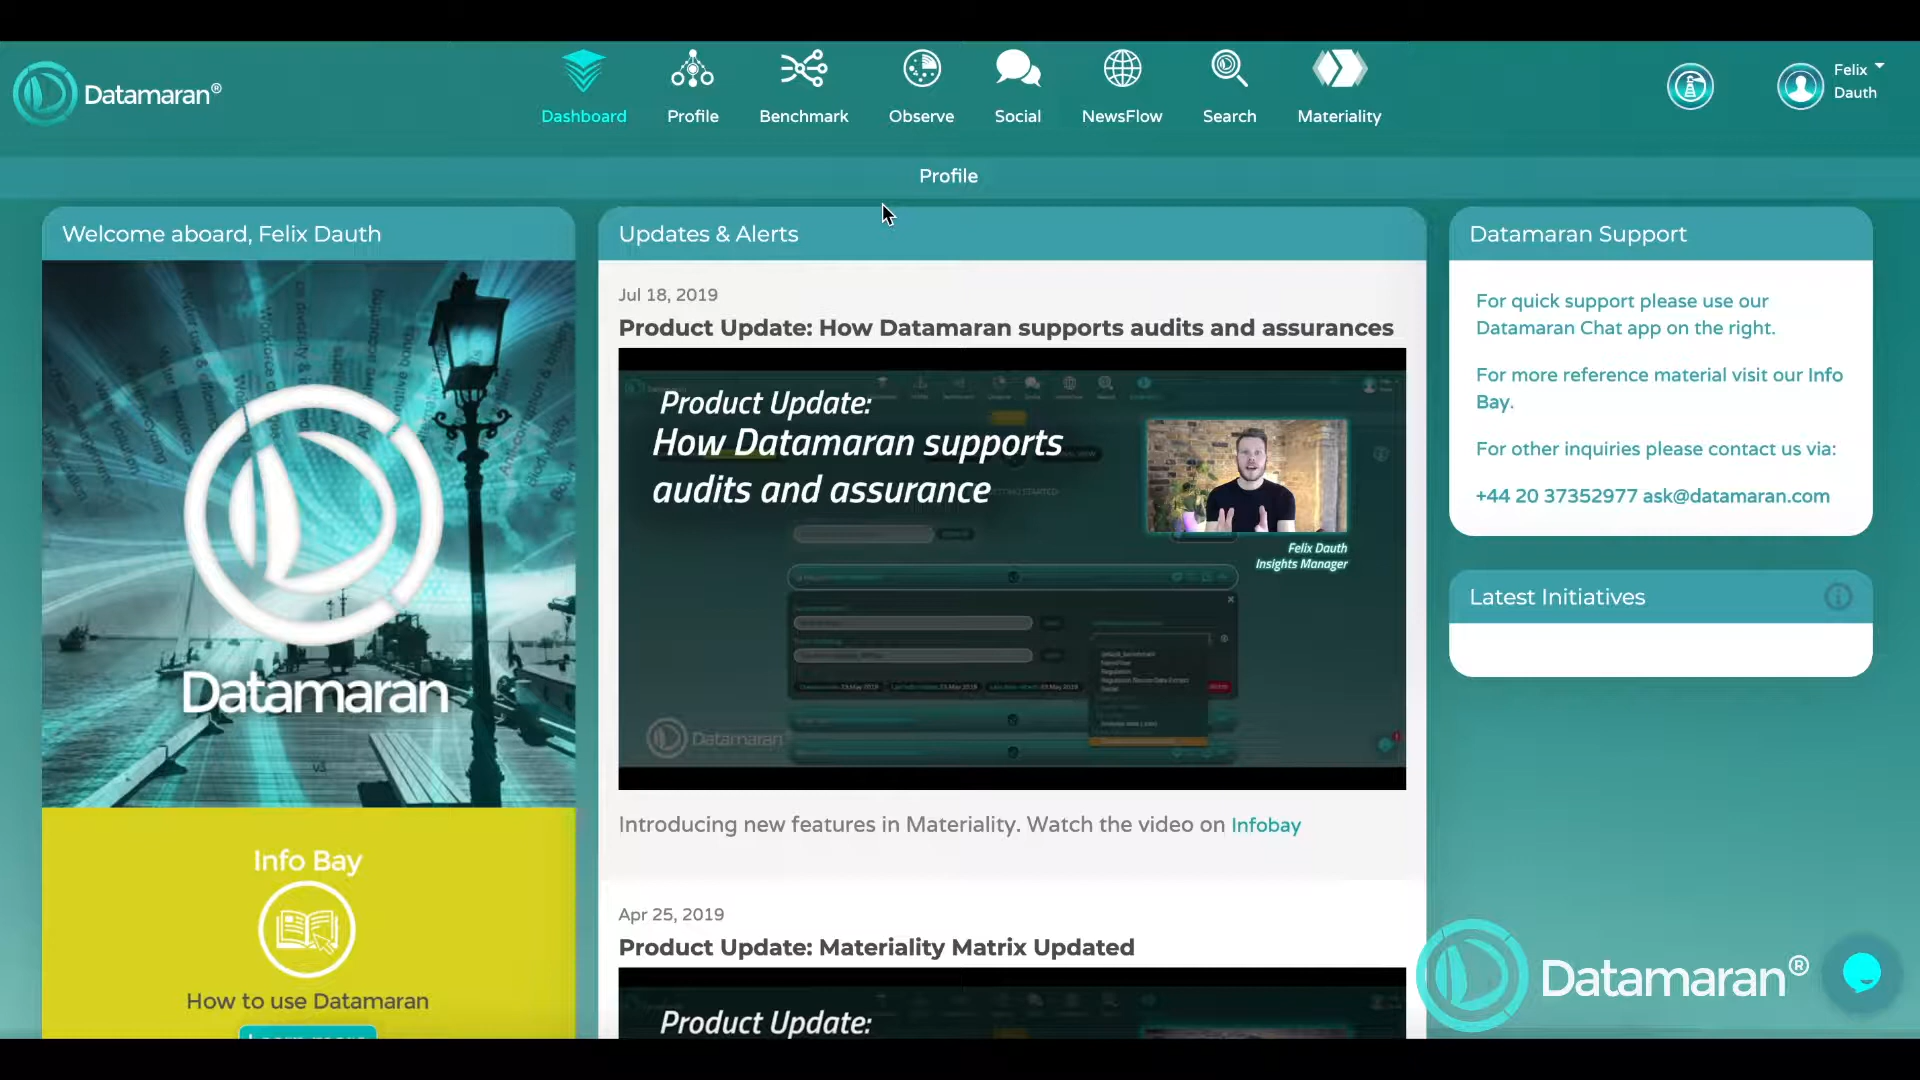 Datamaran®
Dashboard
Profile
Benchmark
Observe
Social
NewsFlow
Search
Materiality
Felix
Dauth
Profile
Welcome aboard, Felix Dauth
Datamaran
v3
Info Bay
How to use Datamaran
Learn more
Updates & Alerts
Jul 18, 2019
Product Update: How Datamaran supports audits and assurances
Product Update:
How Datamaran supports
audits and assurance
Felix Dauth
Insights Manager
Datamaran
Introducing new features in Materiality. Watch the video on Infobay
Apr 25, 2019
Product Update: Materiality Matrix Updated
Product Update:
Datamaran Support
For quick support please use our
Datamaran Chat app on the right.
For more reference material visit our Info
Bay.
For other inquiries please contact us via:
+44 20 37352977 ask@datamaran.com
Latest Initiatives
Datamaran®